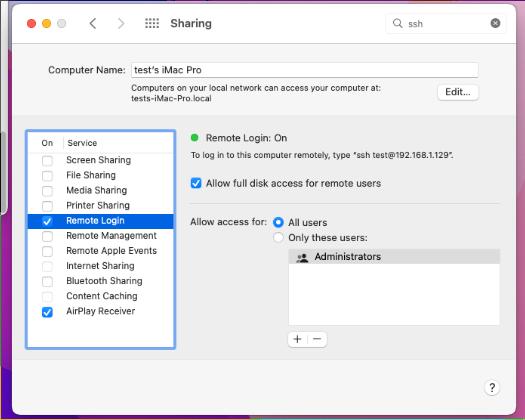 Sharing
ssh
Computer Name:
test's iMac Pro
Computers on your local network can access your computer at:
tests-iMac-Pro.local
Edit...
On
Service
Screen Sharing
File Sharing
Media Sharing
Printer Sharing
Remote Login
Remote Management
Remote Apple Events
Internet Sharing
Bluetooth Sharing
Content Caching
AirPlay Receiver
Remote Login: On
To log in to this computer remotely, type "ssh test@192.168.1.129".
Allow full disk access for remote users
Allow access for:
All users
Only these users:
Administrators
+ −
?